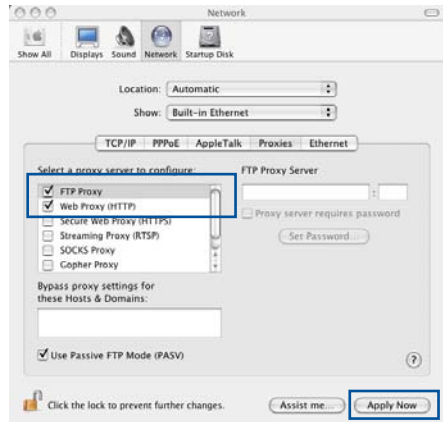 Network
Show All Displays Sound Network Startup Disk
Location: Automatic
Show: Built-in Ethernet
TCP/IP PPPoE AppleTalk Proxies Ethernet
Select a proxy server to configure: FTP Proxy Server
FTP Proxy
Web Proxy (HTTP) :
Secure Web Proxy (HTTPS) Proxy server requires password
Streaming Proxy (RTSP) Set Password...
SOCKS Proxy
Gopher Proxy
Bypass proxy settings for
these Hosts & Domains:
Use Passive FTP Mode (PASV) ?
Click the lock to prevent further changes. Assist me... Apply Now